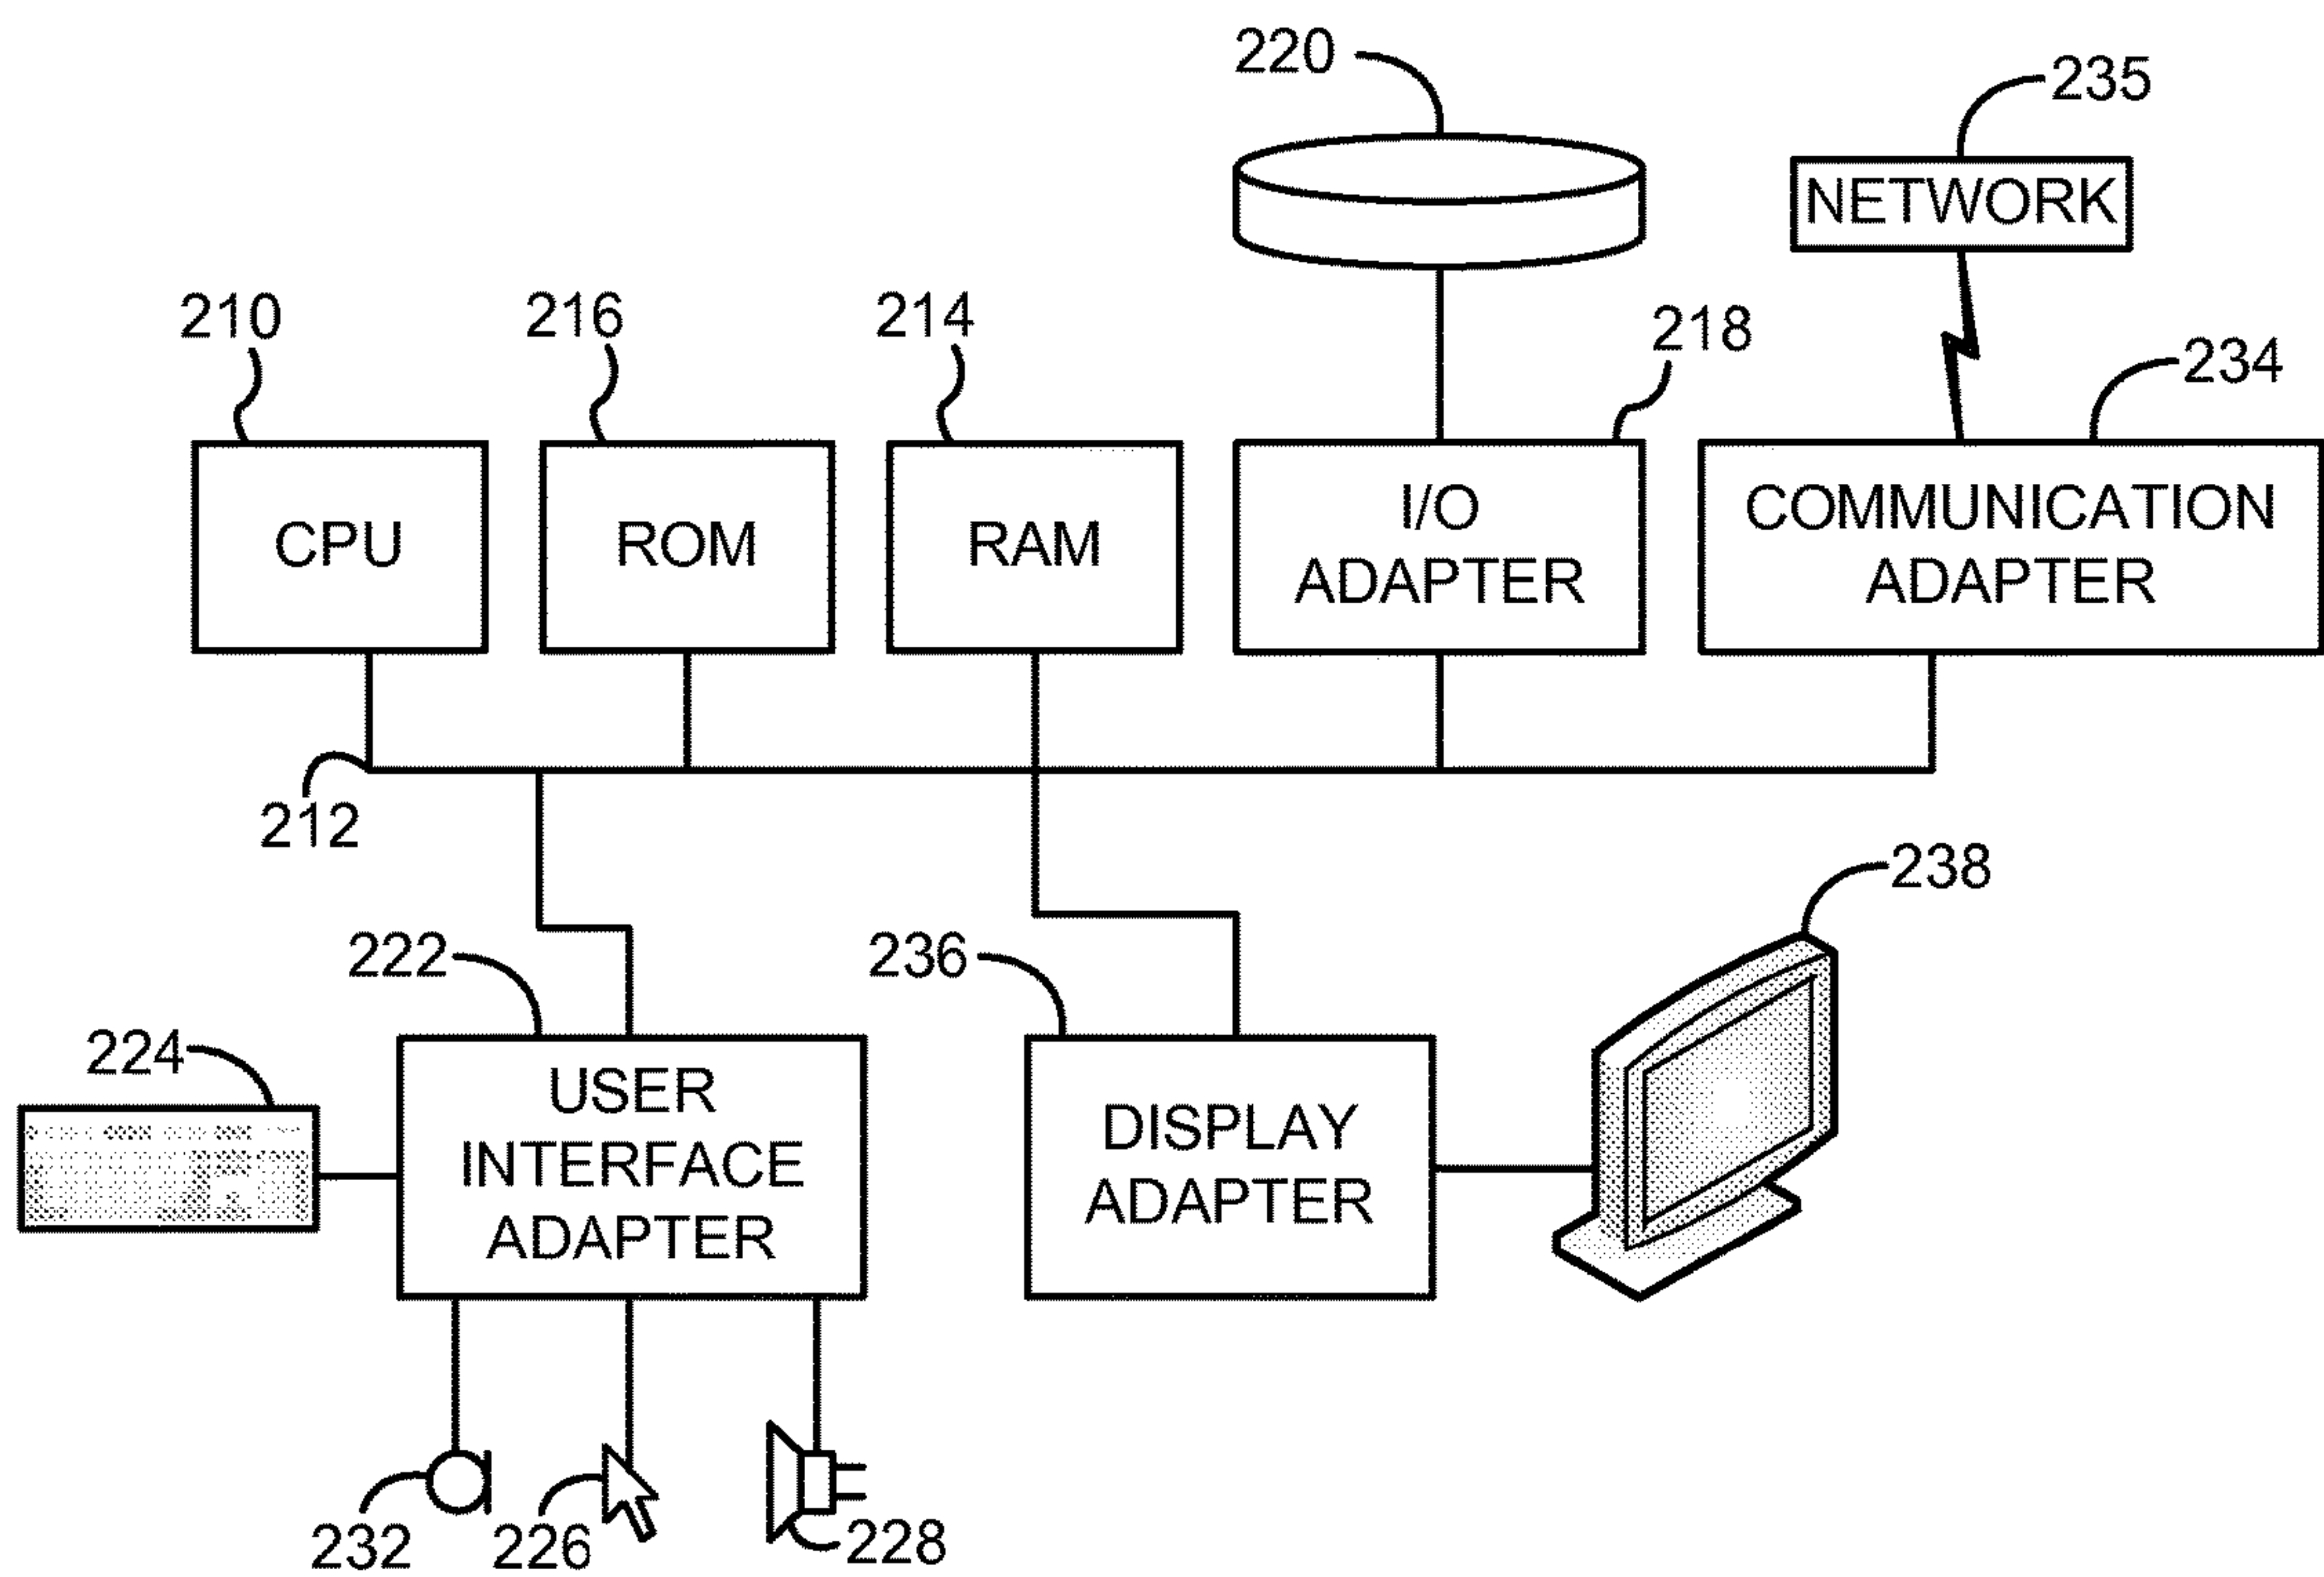 220
235
NETWORK
210
216
214
218
234
CPU
ROM
RAM
I/O
ADAPTER
COMMUNICATION
ADAPTER
212
238
222
236
224
USER
INTERFACE
ADAPTER
DISPLAY
ADAPTER
232
226
228